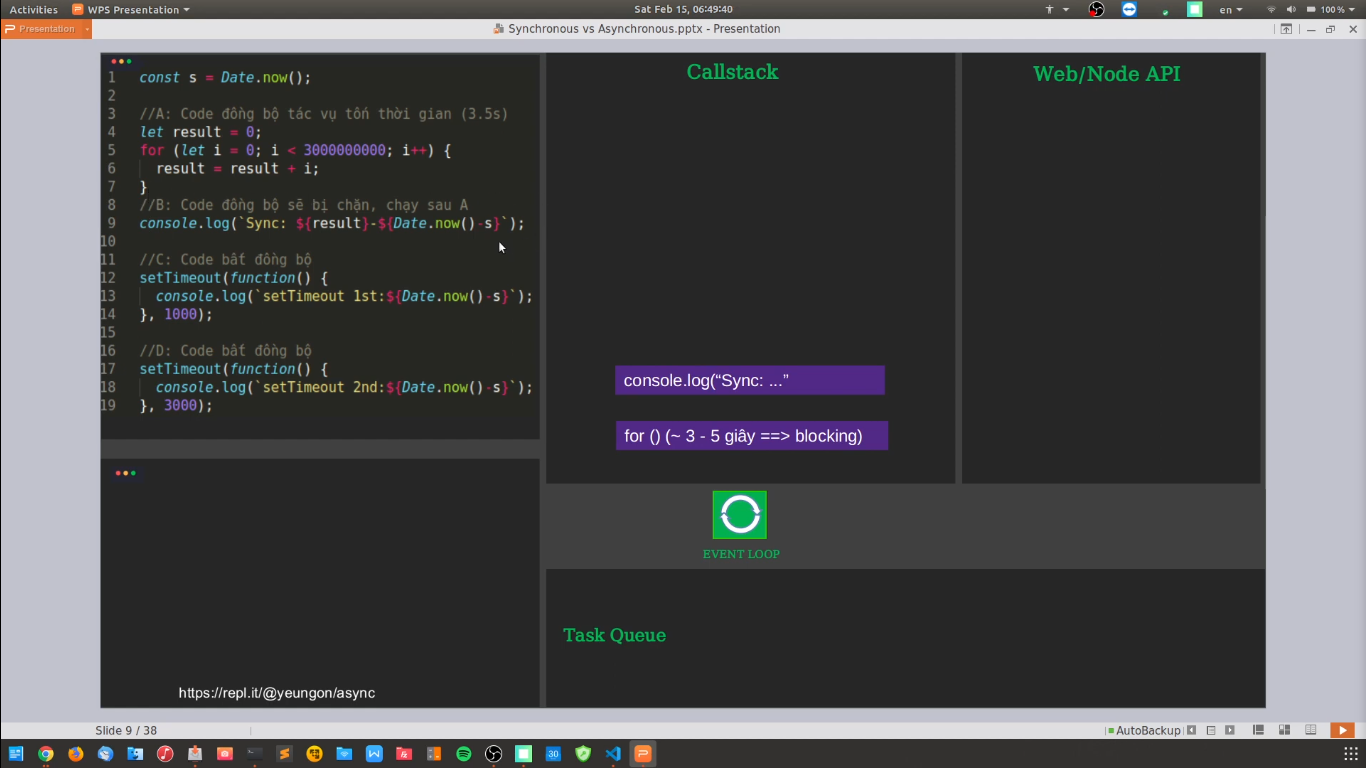 Activities WPS Presentation Sat Feb 15, 06:49:40 en 100%
Presentation Synchronous vs Asynchronous.pptx - Presentation
1 const s = Date.now();
2
3 //A: Code đồng bộ tác vụ tốn thời gian (3.5s)
4 let result = 0;
5 for (let i = 0; i < 3000000000; i++) {
6 result = result + i;
7 }
8 //B: Code đồng bộ sẽ bị chặn, chạy sau A
9 console.log(`Sync: ${result}-${Date.now()-s}`);
10
11 //C: Code bất đồng bộ
12 setTimeout(function() {
13 console.log(`setTimeout 1st:${Date.now()-s}`);
14 }, 1000);
15
16 //D: Code bất đồng bộ
17 setTimeout(function() {
18 console.log(`setTimeout 2nd:${Date.now()-s}`);
19 }, 3000);
https://repl.it/@yeungon/async
Callstack
console.log(“Sync: ...”
for () (~ 3 - 5 giây ==> blocking)
Web/Node API
EVENT LOOP
Task Queue
Slide 9 / 38 AutoBackup
30